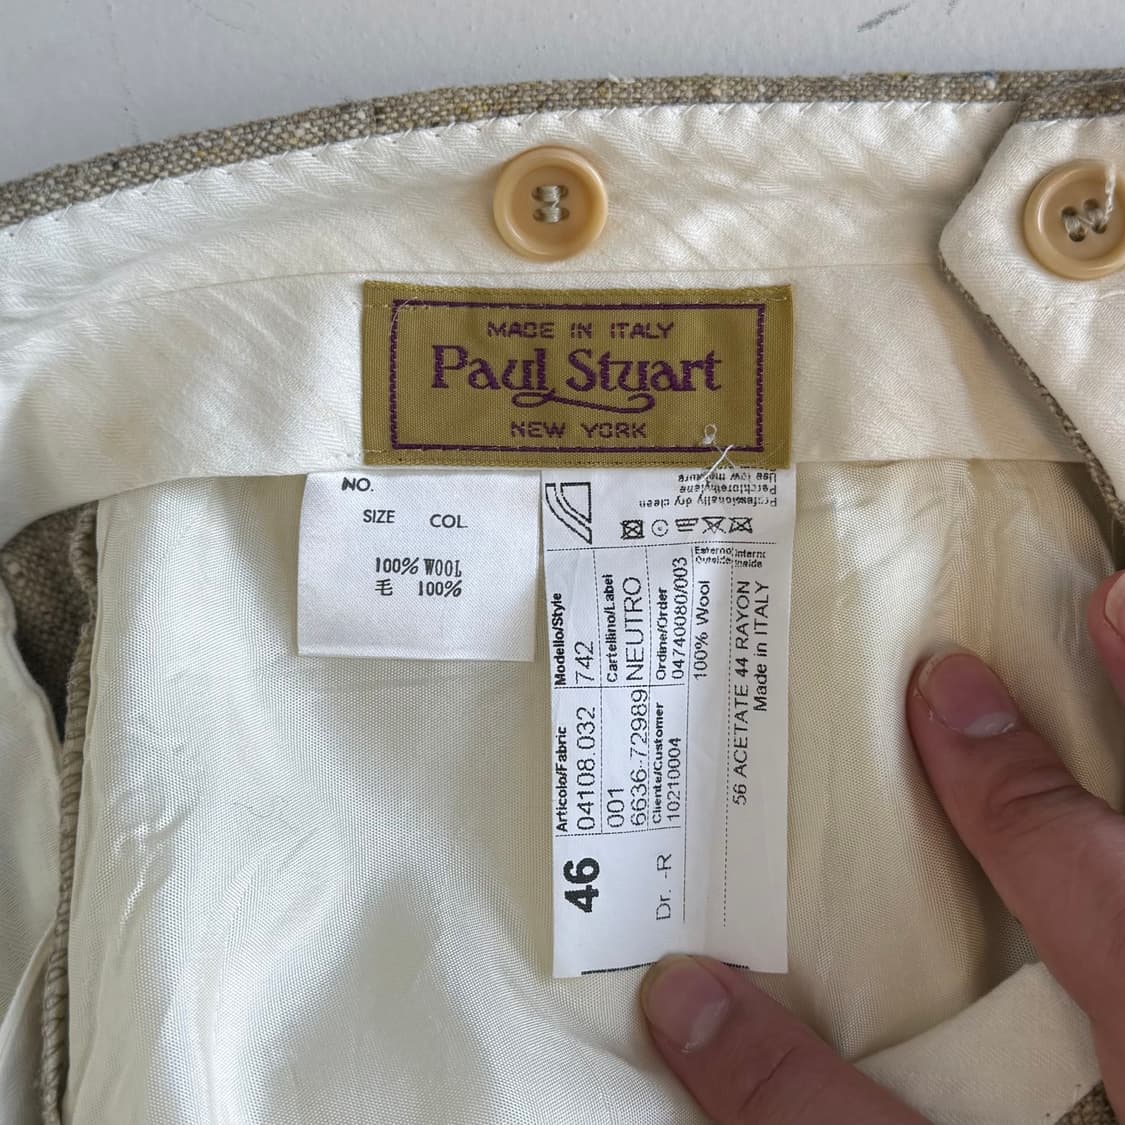 MADE IN ITALY
Paul Stuart
NEW YORK
NO.
SIZE COL
100% WOOL
毛 100%
Professionally dry clean
Perchlorethylene
Use low moisture
Articolo/Fabric Modello/Style
04108.032 742
Cartellino/Label
001
6636-72989 NEUTRO
Cliente/Customer Ordine/Order
10210004 04740080/003
46
Dr. -R
Esterno Interno
Outside Inside
100% Wool
56 ACETATE 44 RAYON
Made in ITALY